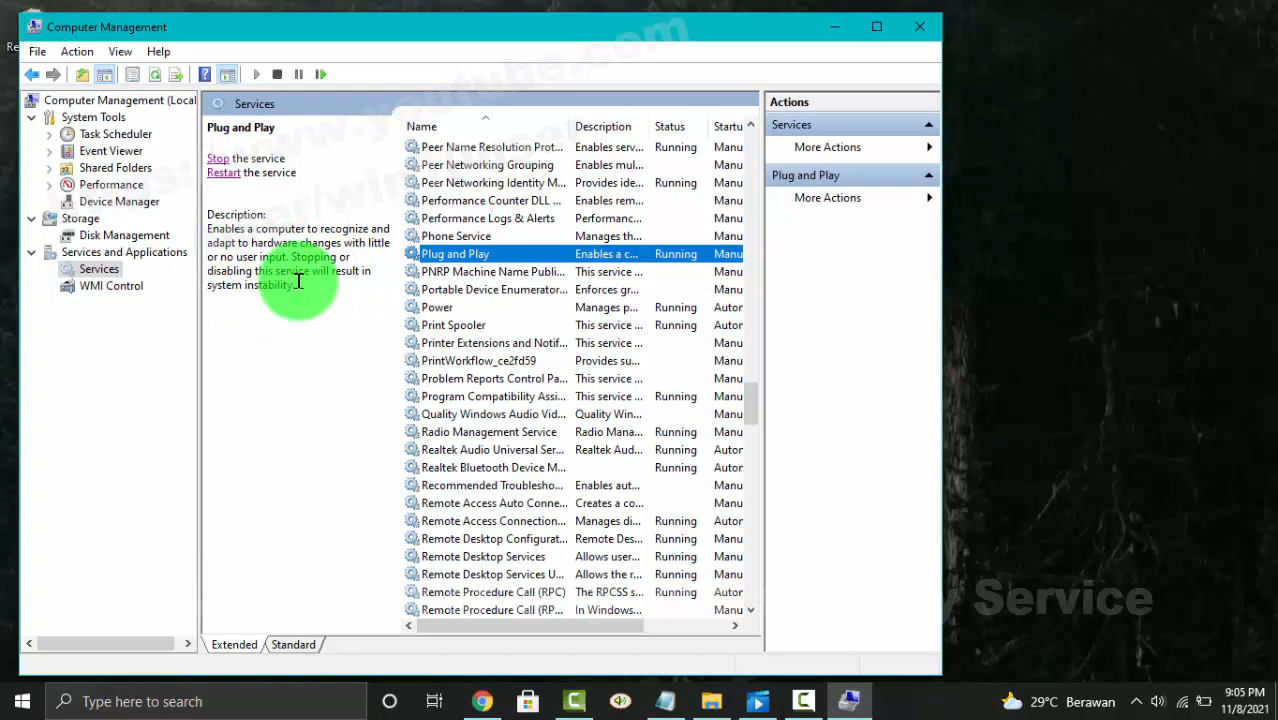 Computer Management
File Action View Help
Computer Management (Local
System Tools
Task Scheduler
Event Viewer
Shared Folders
Performance
Device Manager
Storage
Disk Management
Services and Applications
Services
WMI Control
Services
Plug and Play
Stop the service
Restart the service
Description:
Enables a computer to recognize and
adapt to hardware changes with little
or no user input. Stopping or
disabling this service will result in
system instability.
Name Description Status Startu
Peer Name Resolution Prot... Enables serv... Running Manu
Peer Networking Grouping Enables mul... Manu
Peer Networking Identity M... Provides ide... Running Manu
Performance Counter DLL ... Enables rem... Manu
Performance Logs & Alerts Performanc... Manu
Phone Service Manages th... Manu
Plug and Play Enables a c... Running Manu
PNRP Machine Name Publi... This service ... Manu
Portable Device Enumerator... Enforces gr... Manu
Power Manages p... Running Autor
Print Spooler This service ... Running Autor
Printer Extensions and Notif... This service ... Manu
PrintWorkflow_ce2fd59 Provides su... Manu
Problem Reports Control Pa... This service ... Manu
Program Compatibility Assi... This service ... Running Manu
Quality Windows Audio Vid... Quality Win... Manu
Radio Management Service Radio Mana... Running Manu
Realtek Audio Universal Ser... Realtek Aud... Running Autor
Realtek Bluetooth Device M... Running Autor
Recommended Troublesho... Enables aut... Manu
Remote Access Auto Conne... Creates a co... Manu
Remote Access Connection... Manages di... Running Autor
Remote Desktop Configurat... Remote Des... Running Manu
Remote Desktop Services Allows user... Running Manu
Remote Desktop Services U... Allows the r... Running Manu
Remote Procedure Call (RPC) The RPCSS s... Running Autor
Remote Procedure Call (RP... In Windows... Manu
Extended Standard
Actions
Services
More Actions
Plug and Play
More Actions
Service
Type here to search
29°C Berawan
9:05 PM
11/8/2021